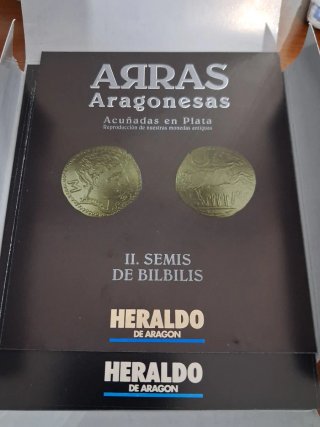 ARRAS
Aragonesas
Acuñadas en Plata
Reproducción de nuestras monedas antiguas
II. SEMIS
DE BILBILIS
HERALDO
DE ARAGON
HERALDO
DE ARAGON